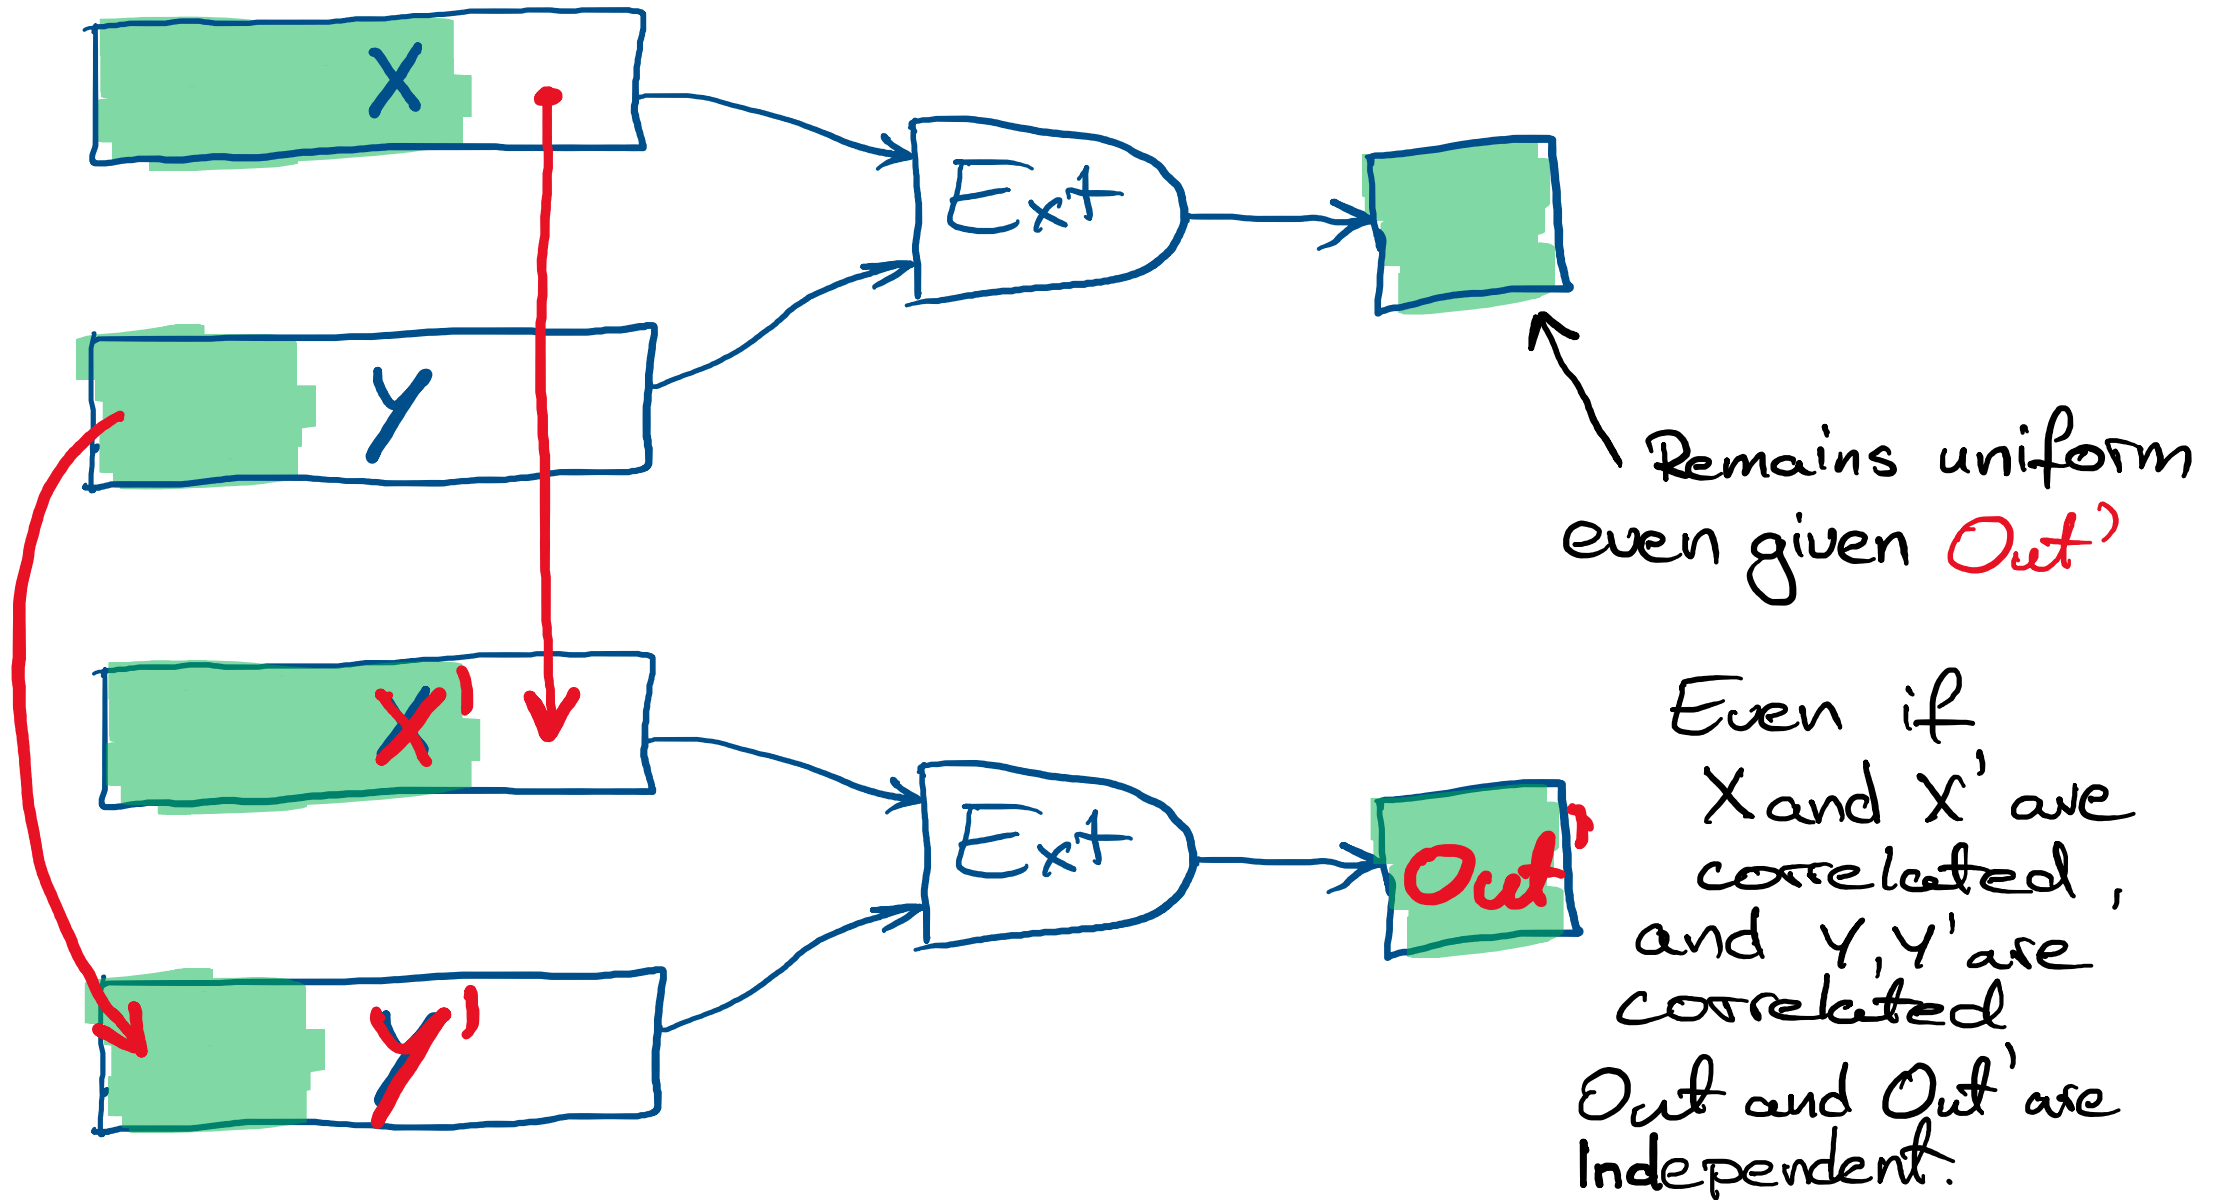 X
Ext
Y
Remains uniform
even given Out'
X'
Ext
Out'
Y'
Even if
X and X' are
correlated,
and Y, Y' are
correlated
Out and Out' are
Independent.